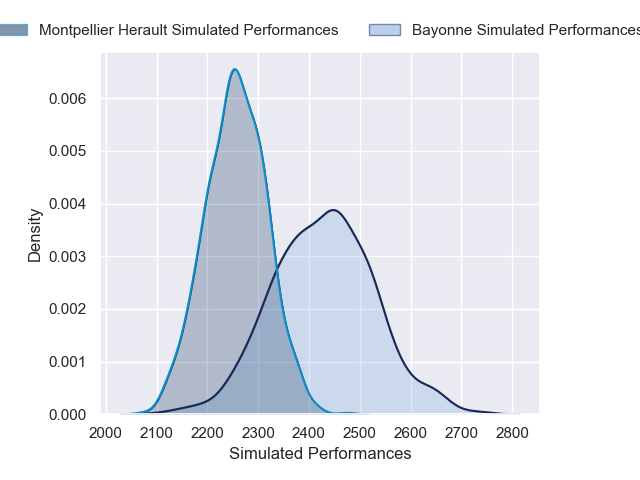 Montpellier Herault Simulated Performances Bayonne Simulated Performances
0.006
0.005
0.004
0.003
0.002
0.001
0.000
Density
2000 2100 2200 2300 2400 2500 2600 2700 2800
Simulated Performances